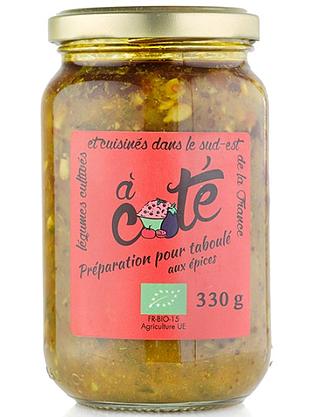 légumes cultivés et cuisinés dans le sud-est de la France
à
coté
Préparation pour taboulé
aux épices
330 g
FR-BIO-15
Agriculture UE